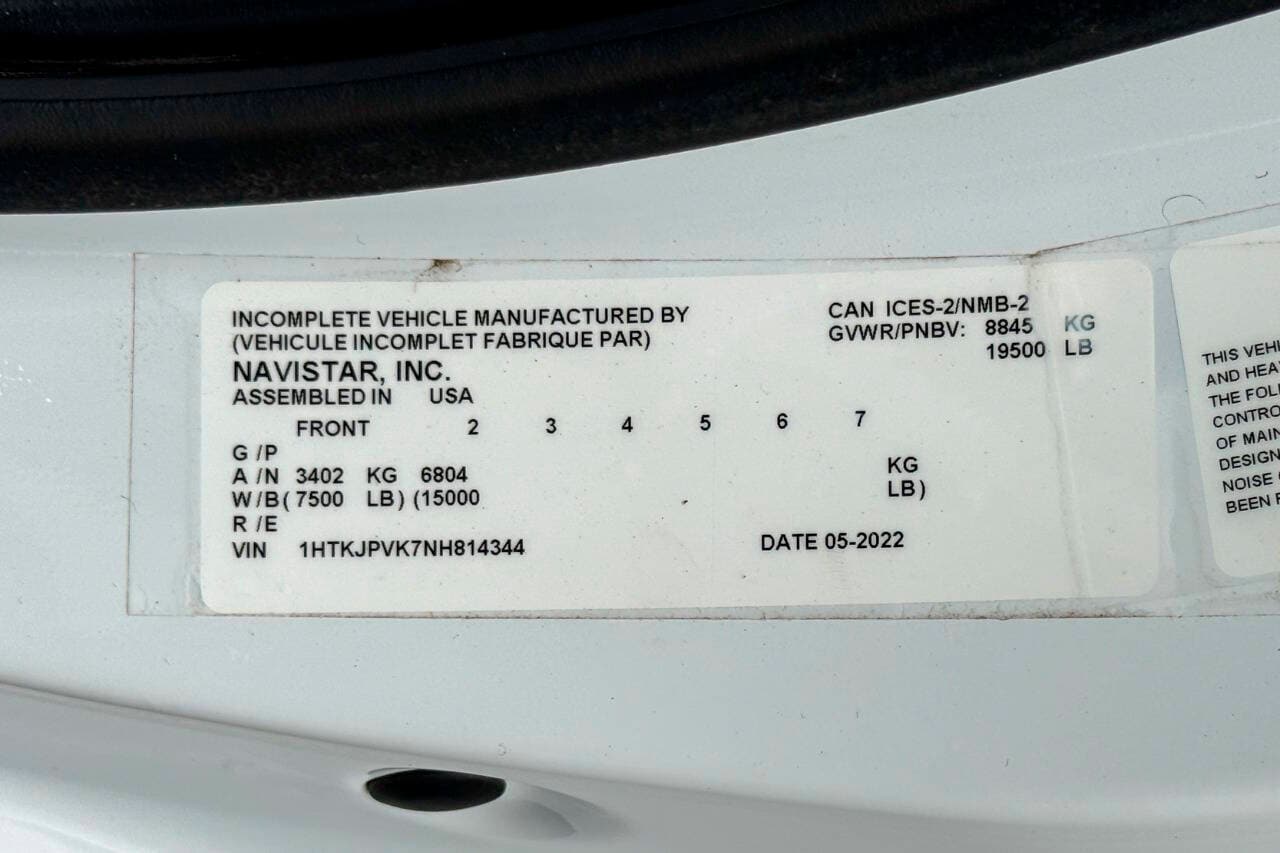 INCOMPLETE VEHICLE MANUFACTURED BY
(VEHICULE INCOMPLET FABRIQUE PAR)
NAVISTAR, INC.
ASSEMBLED IN USA
CAN ICES-2/NMB-2
GVWR/PNBV: 8845 KG
19500 LB
FRONT 2 3 4 5 6 7
G /P
A /N 3402 KG 6804 KG
W/B( 7500 LB) (15000 LB)
R /E
VIN 1HTKJPVK7NH814344 DATE 05-2022
THIS VEHI
AND HEA
THE FOL
CONTRO
OF MAIN
DESIGN
NOISE
BEEN